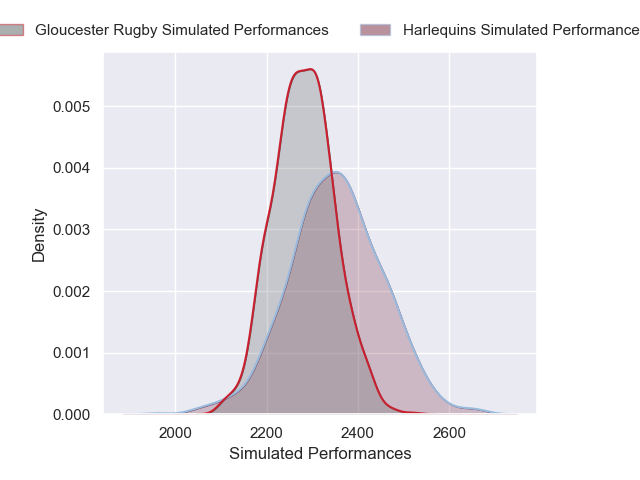 Gloucester Rugby Simulated Performances
Harlequins Simulated Performance
0.005
0.004
0.003
0.002
0.001
0.000
Density
2000
2200
2400
2600
Simulated Performances